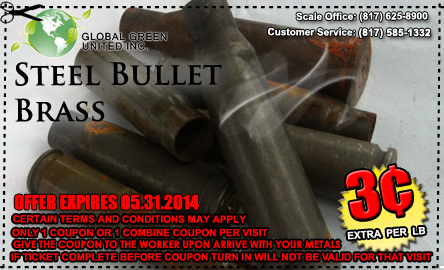 Scale Office: (817) 625-8900
Customer Service: (817) 585-1332
GLOBAL GREEN
UNITED INC.
STEEL BULLET
BRASS
OFFER EXPIRES 05.31.2014
CERTAIN TERMS AND CONDITIONS MAY APPLY
ONLY 1 COUPON OR 1 COMBINE COUPON PER VISIT
GIVE THE COUPON TO THE WORKER UPON ARRIVE WITH YOUR METALS
IF TICKET COMPLETE BEFORE COUPON TURN IN WILL NOT BE VALID FOR THAT VISIT
3¢
EXTRA PER LB